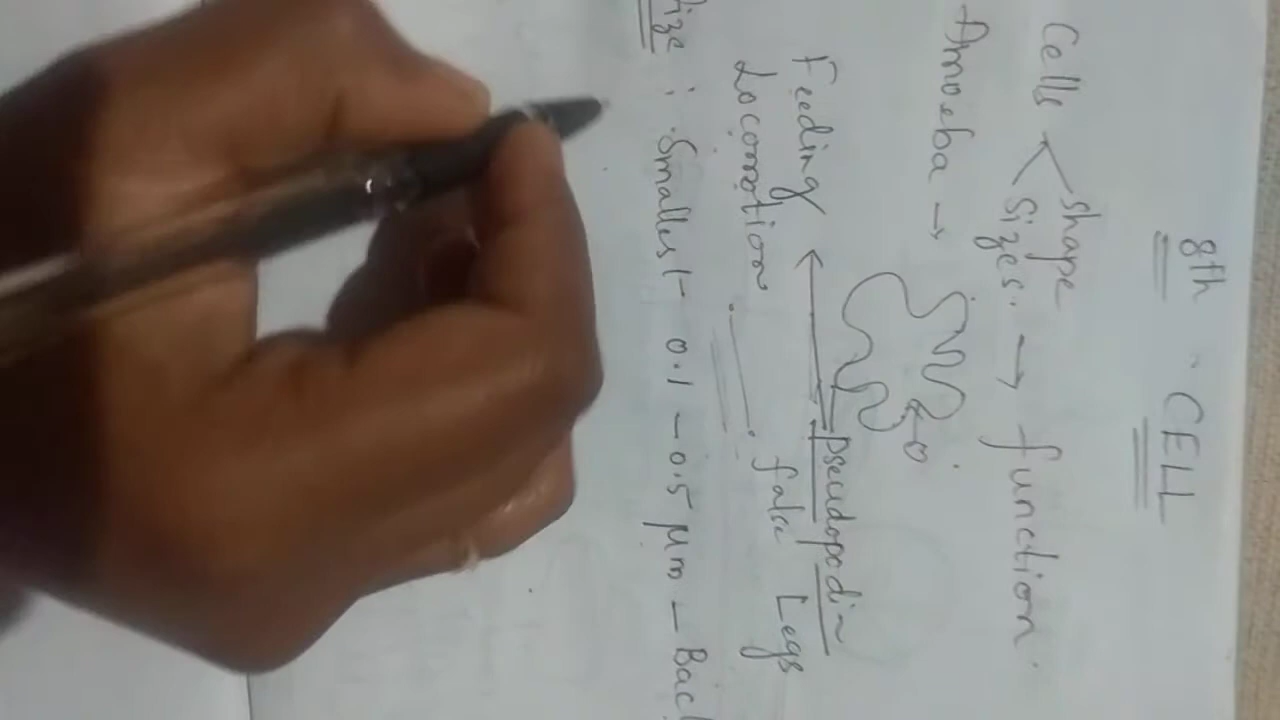 8th CELL
shape
Cells
Sizes. → function.
Amoeba →
Feeding ← pseudopodia
Locomotion false Legs
Size : Smallest 0.1 - 0.5 µm - Bact